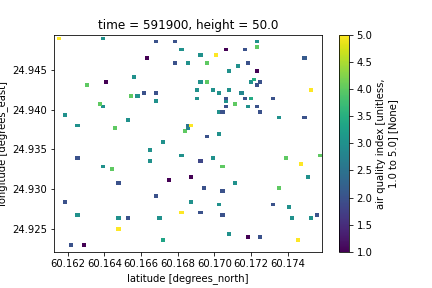 time = 591900, height = 50.0
24.945
24.940
24.935
24.930
24.925
60.162 60.164 60.166 60.168 60.170 60.172 60.174
latitude [degrees_north]
[degrees_east]
5.0
4.5
4.0
3.5
3.0
2.5
2.0
1.5
1.0
air quality index [unitless,
1.0 to 5.0] [None]